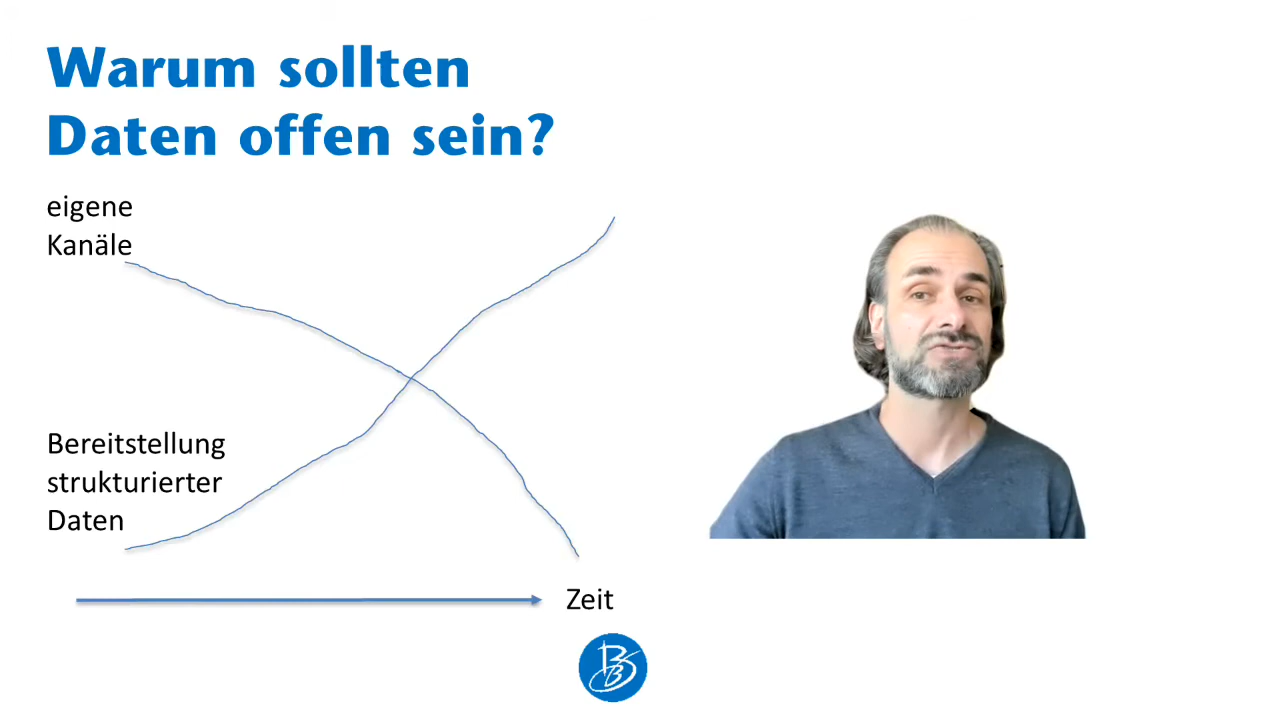 Warum sollten
Daten offen sein?
eigene
Kanäle
Bereitstellung
strukturierter
Daten
Zeit